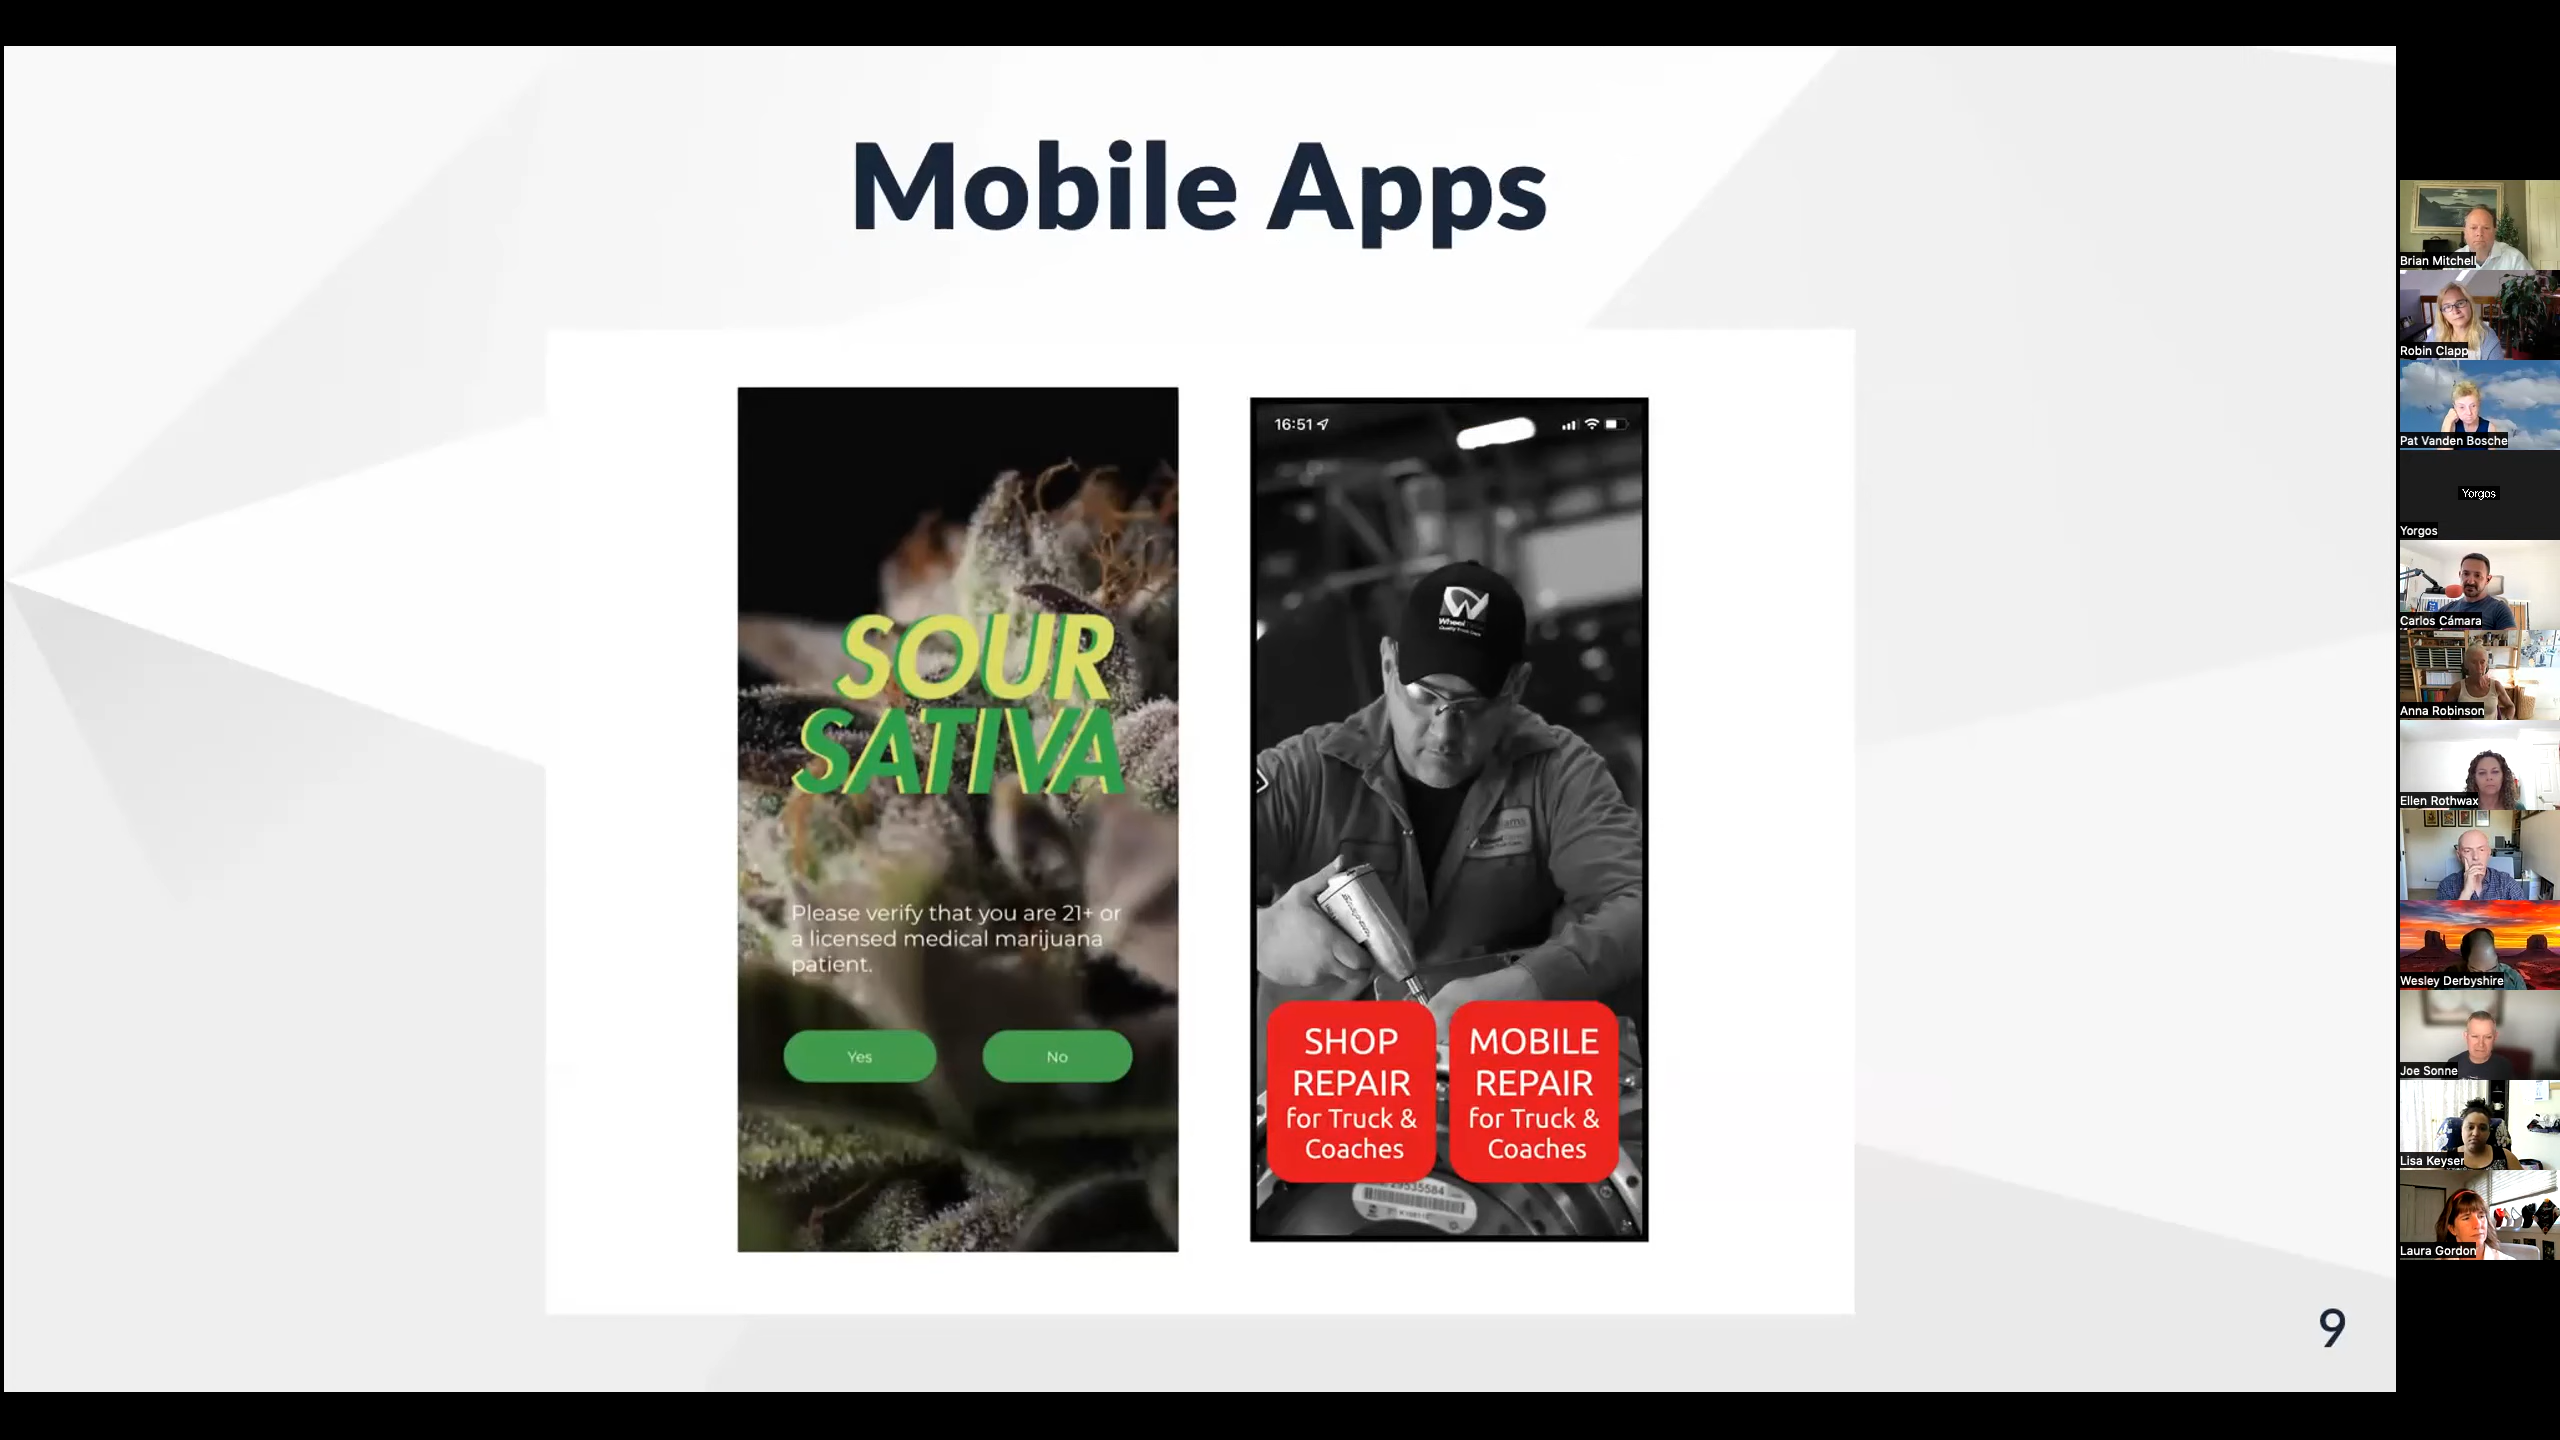 Mobile Apps
SOUR
SATIVA
Please verify that you are 21+ or
a licensed medical marijuana
patient.
Yes
No
16:51
W
Wheel
SHOP
REPAIR
for Truck &
Coaches
MOBILE
REPAIR
for Truck &
Coaches
9
Brian Mitchell
Robin Clapp
Pat Vanden Bosche
Yorgos
Yorgos
Carlos Cámara
Anna Robinson
Ellen Rothwax
Wesley Derbyshire
Joe Sonne
Lisa Keyser
Laura Gordon